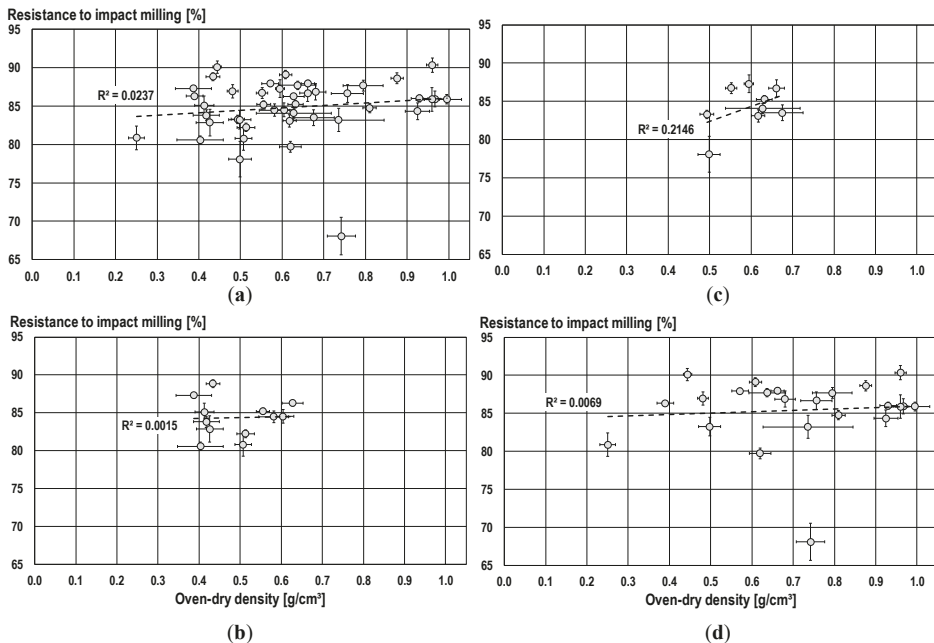 Resistance to impact milling [%]
95
90
85
80
75
70
65
R² = 0.0237
0.0 0.1 0.2 0.3 0.4 0.5 0.6 0.7 0.8 0.9 1.0
(a)
95
90
85
80
75
70
65
R² = 0.2146
0.0 0.1 0.2 0.3 0.4 0.5 0.6 0.7 0.8 0.9 1.0
(c)
Resistance to impact milling [%]
95
90
85
80
75
70
65
R² = 0.0015
0.0 0.1 0.2 0.3 0.4 0.5 0.6 0.7 0.8 0.9 1.0
Oven-dry density [g/cm³]
(b)
Resistance to impact milling [%]
95
90
85
80
75
70
65
R² = 0.0069
0.0 0.1 0.2 0.3 0.4 0.5 0.6 0.7 0.8 0.9 1.0
Oven-dry density [g/cm³]
(d)